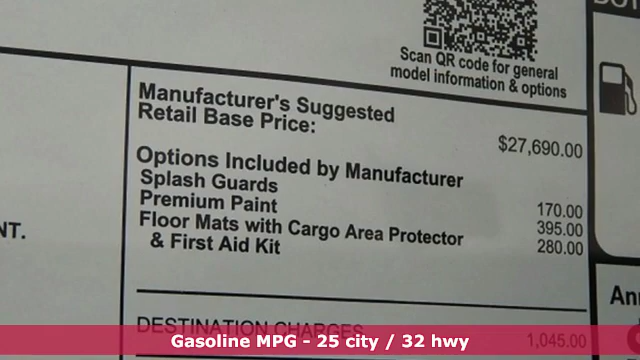 Scan QR code for general
model information & options
Manufacturer's Suggested
Retail Base Price:
$27,690.00
Options Included by Manufacturer
Splash Guards
170.00
Premium Paint
395.00
Floor Mats with Cargo Area Protector
& First Aid Kit
280.00
NT.
DESTINATION CHARGES
1,045.00
Gasoline MPG - 25 city / 32 hwy